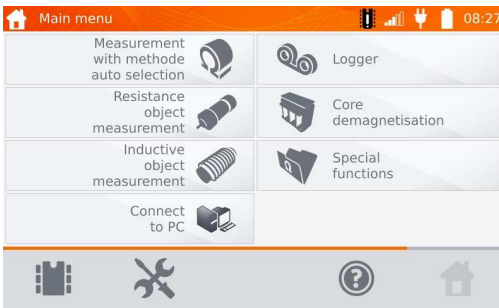 Main menu
08:27
Measurement
with methode
auto selection
Logger
Resistance
object
measurement
Core
demagnetisation
Inductive
object
measurement
Special
functions
Connect
to PC